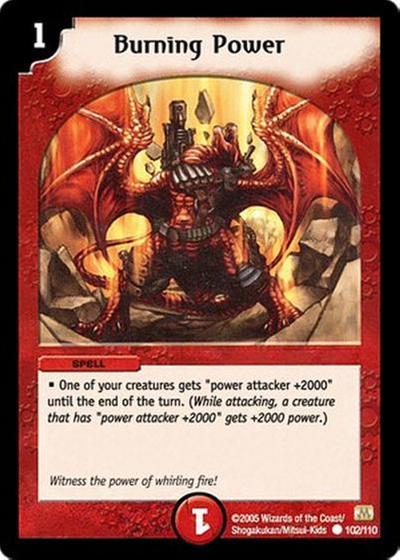 1 Burning Power
SPELL
▪ One of your creatures gets "power attacker +2000"
until the end of the turn. (While attacking, a creature
that has "power attacker +2000" gets +2000 power.)
Witness the power of whirling fire!
1
©2005 Wizards of the Coast/
Shogakukan/Mitsui-Kids 102/110